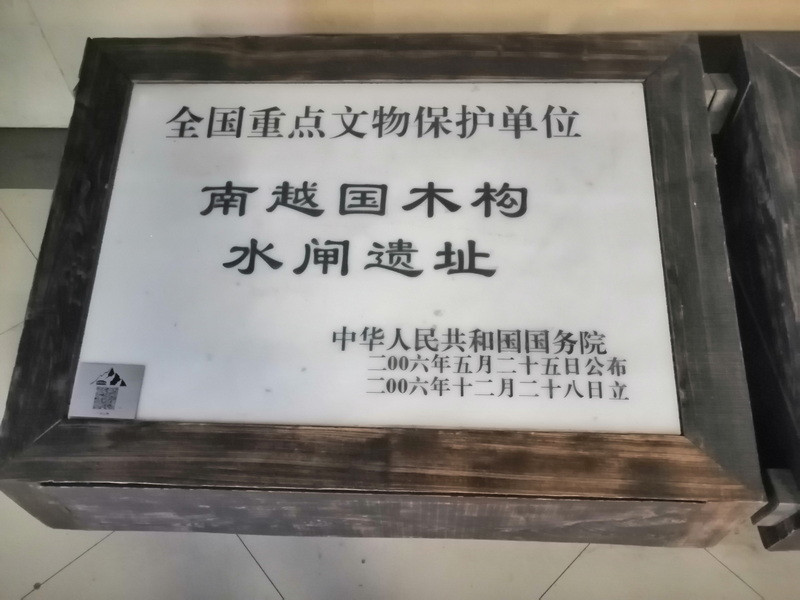 全国重点文物保护单位
南越国木构
水闸遗址
中华人民共和国国务院
二00六年五月二十五日公布
二00六年十二月二十八日立